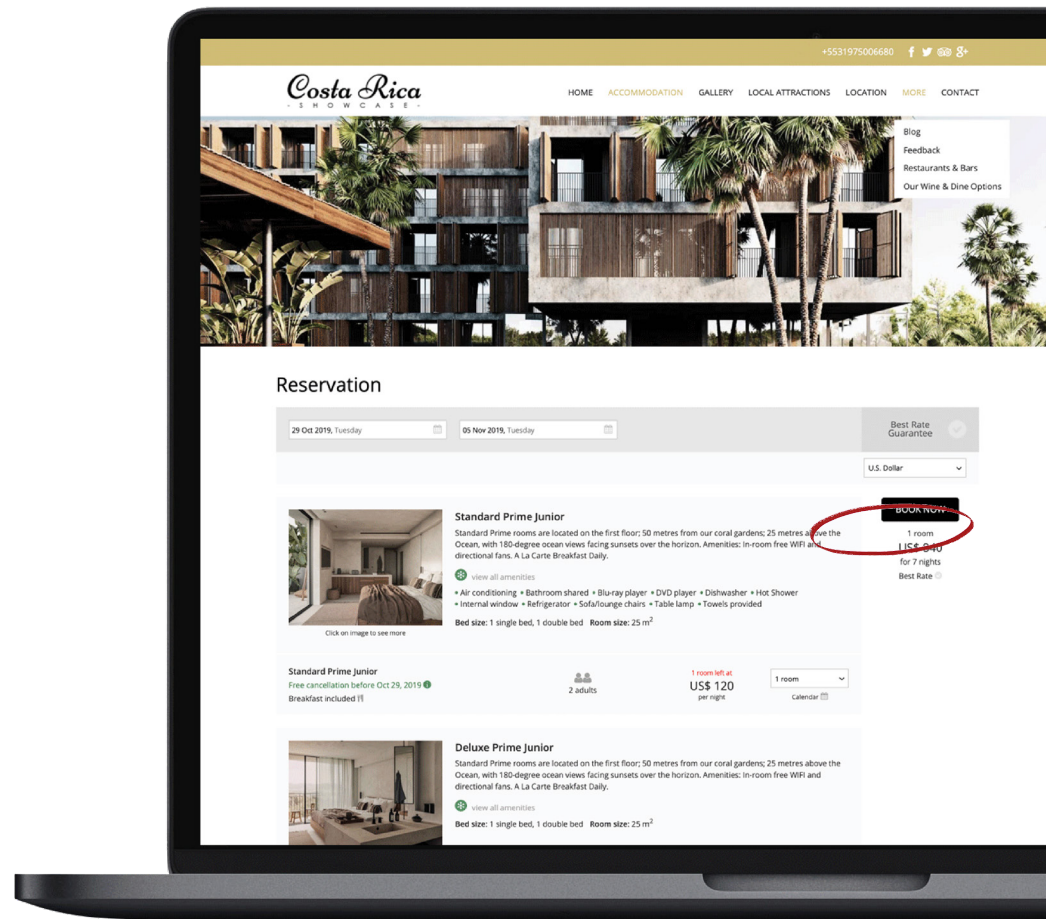 +5531975006680
Costa Rica
- SHOWCASE -
HOME ACCOMMODATION GALLERY LOCAL ATTRACTIONS LOCATION MORE CONTACT
Blog
Feedback
Restaurants & Bars
Our Wine & Dine Options
Reservation
29 Oct 2019, Tuesday
05 Nov 2019, Tuesday
Best Rate
Guarantee
U.S. Dollar
Standard Prime Junior
Standard Prime rooms are located on the first floor; 50 metres from our coral gardens; 25 metres above the
Ocean, with 180-degree ocean views facing sunsets over the horizon. Amenities: In-room free WIFI and
directional fans. A La Carte Breakfast Daily.
view all amenities
• Air conditioning • Bathroom shared • Blu-ray player • DVD player • Dishwasher • Hot Shower
• Internal window • Refrigerator • Sofa/lounge chairs • Table lamp • Towels provided
Bed size: 1 single bed, 1 double bed Room size: 25 m²
Click on image to see more
BOOK NOW
1 room
US$ 840
for 7 nights
Best Rate
Standard Prime Junior
Free cancellation before Oct 29, 2019
Breakfast included
2 adults
1 room left at
US$ 120
per night
1 room
Calendar
Deluxe Prime Junior
Standard Prime rooms are located on the first floor; 50 metres from our coral gardens; 25 metres above the
Ocean, with 180-degree ocean views facing sunsets over the horizon. Amenities: In-room free WIFI and
directional fans. A La Carte Breakfast Daily.
view all amenities
Bed size: 1 single bed, 1 double bed Room size: 25 m²